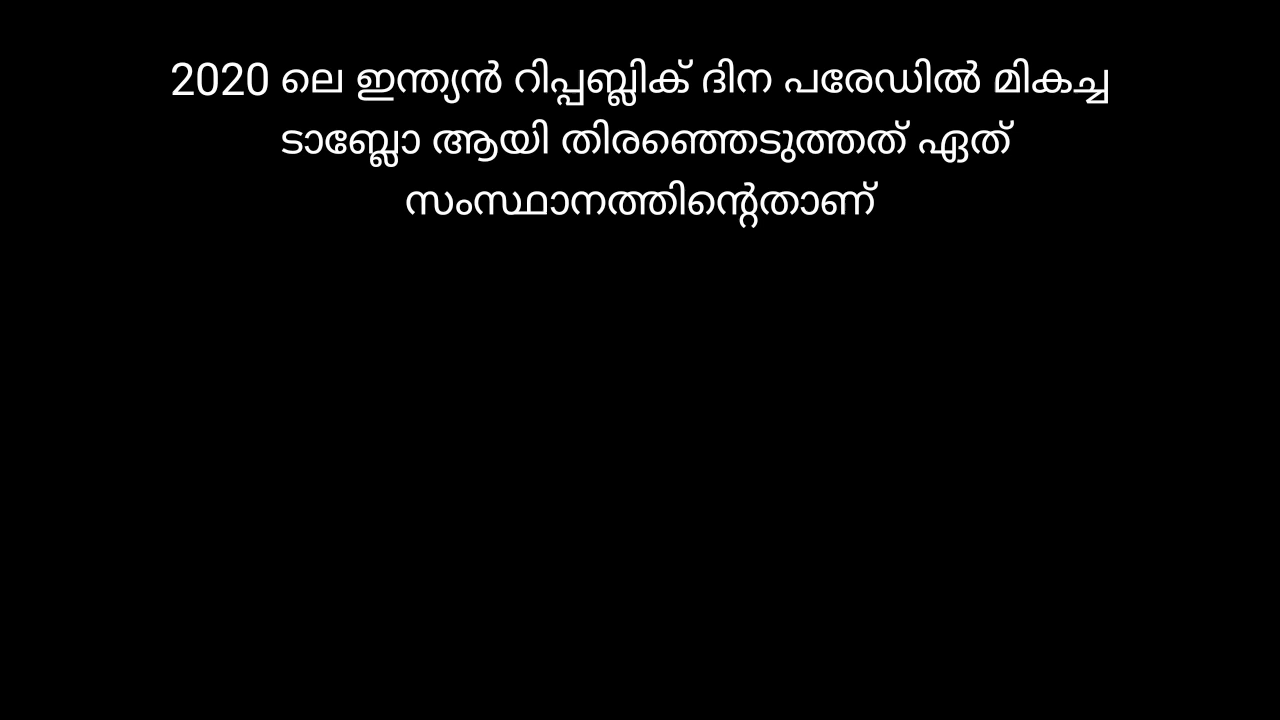 2020 ലെ ഇന്ത്യൻ റിപ്പബ്ലിക് ദിന പരേഡിൽ മികച്ച
ടാബ്ലോ ആയി തിരഞ്ഞെടുത്തത് ഏത്
സംസ്ഥാനത്തിന്റെതാണ്